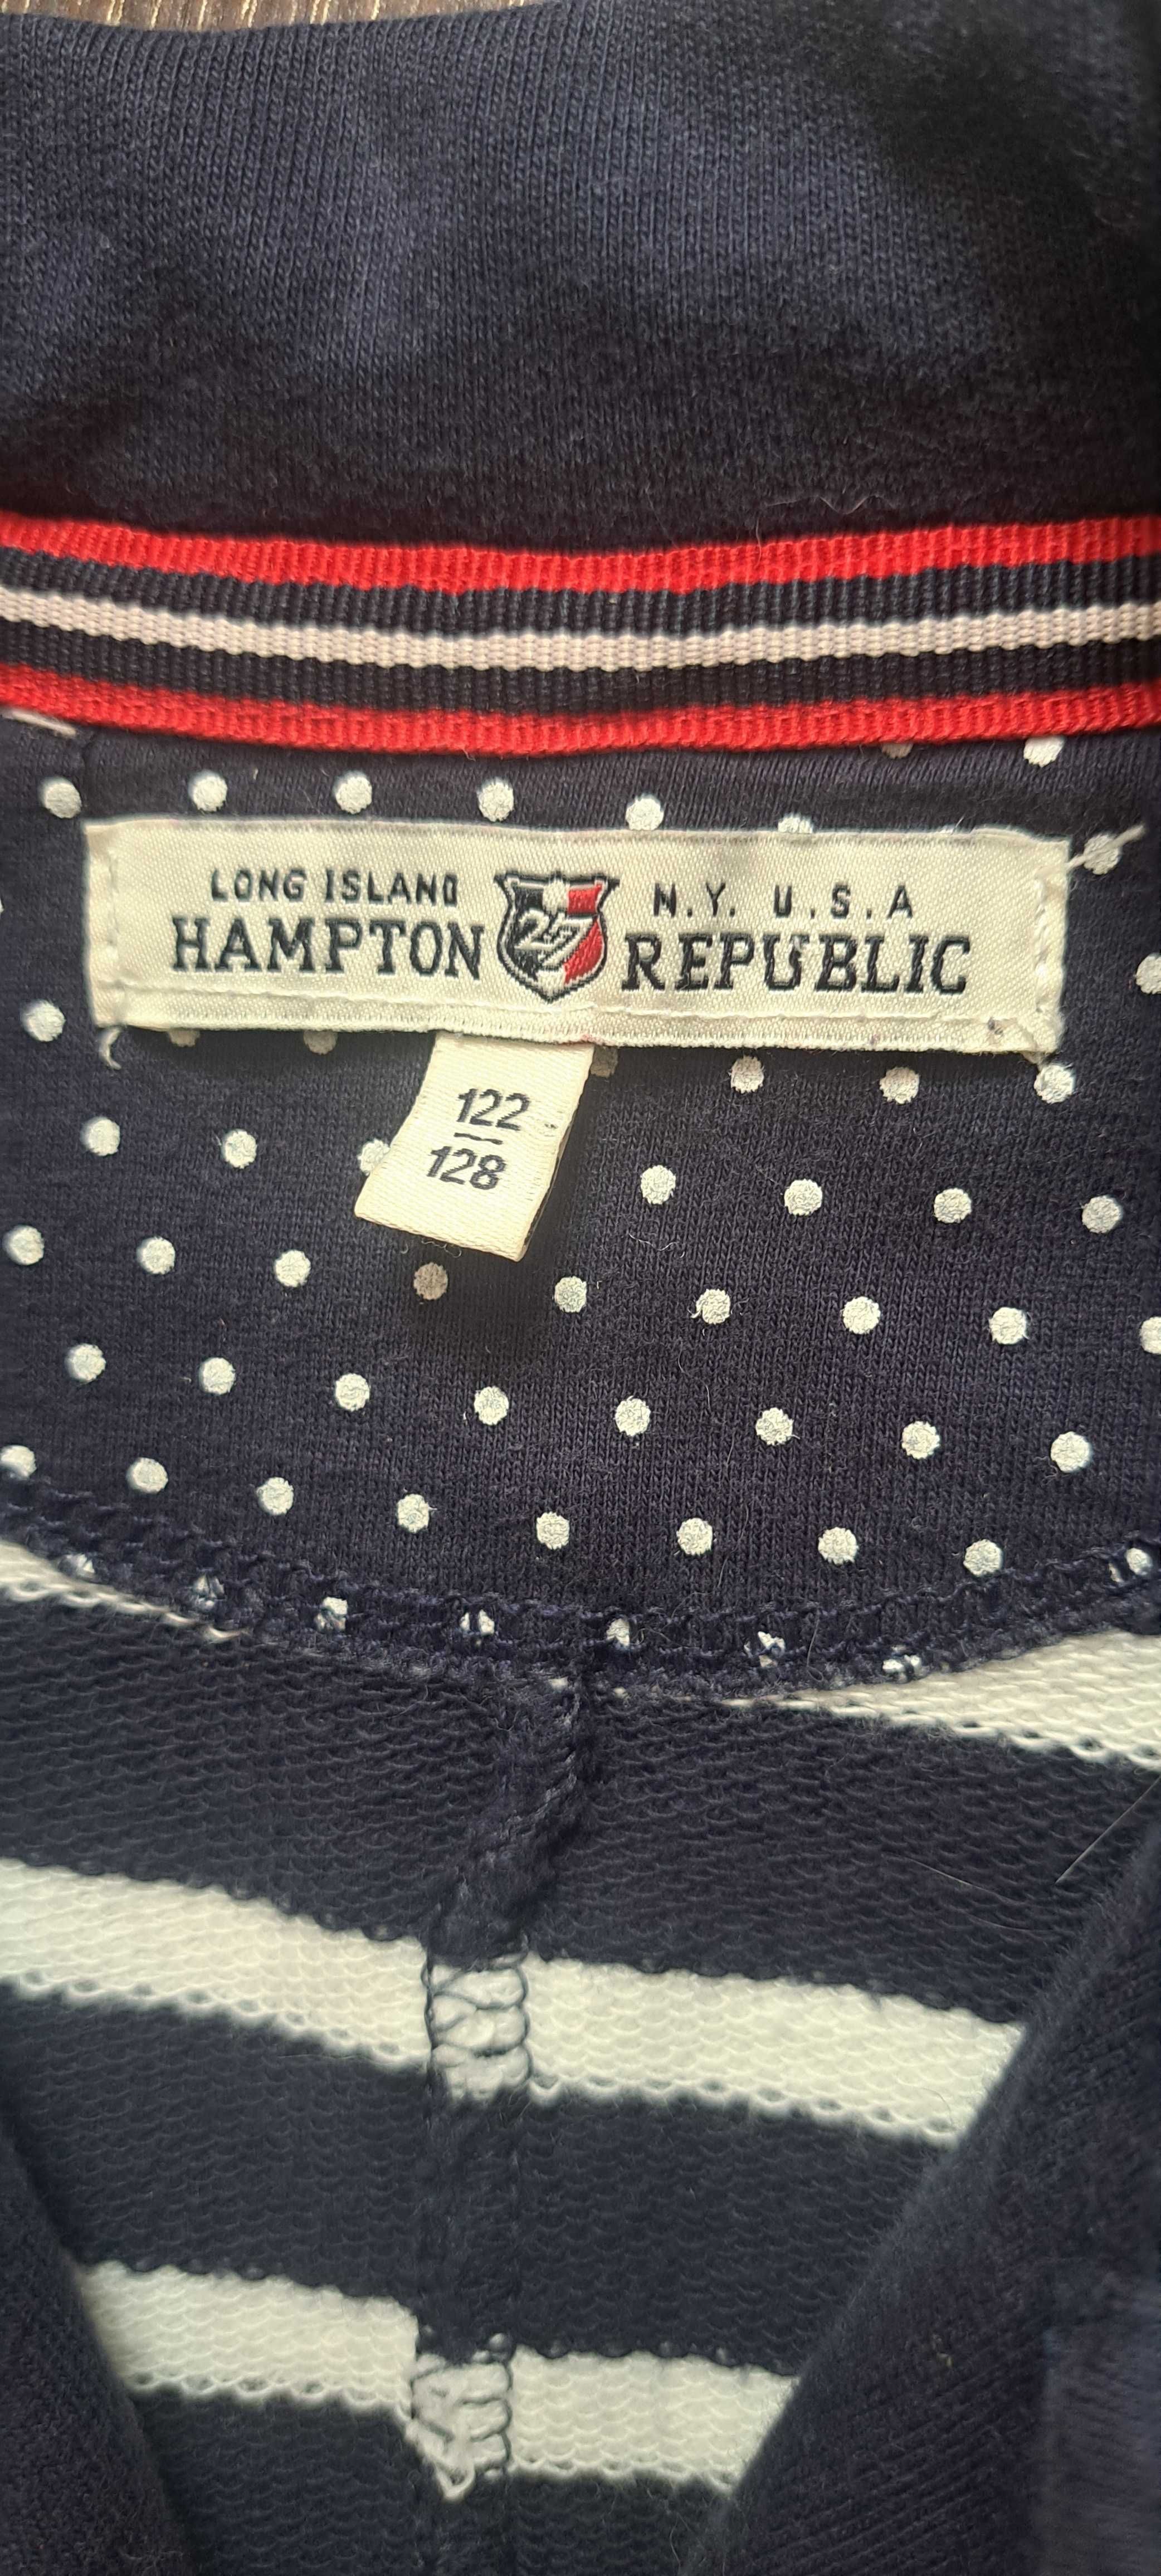 LONG ISLAND N.Y. U.S.A
HAMPTON 27 REPUBLIC
122
128